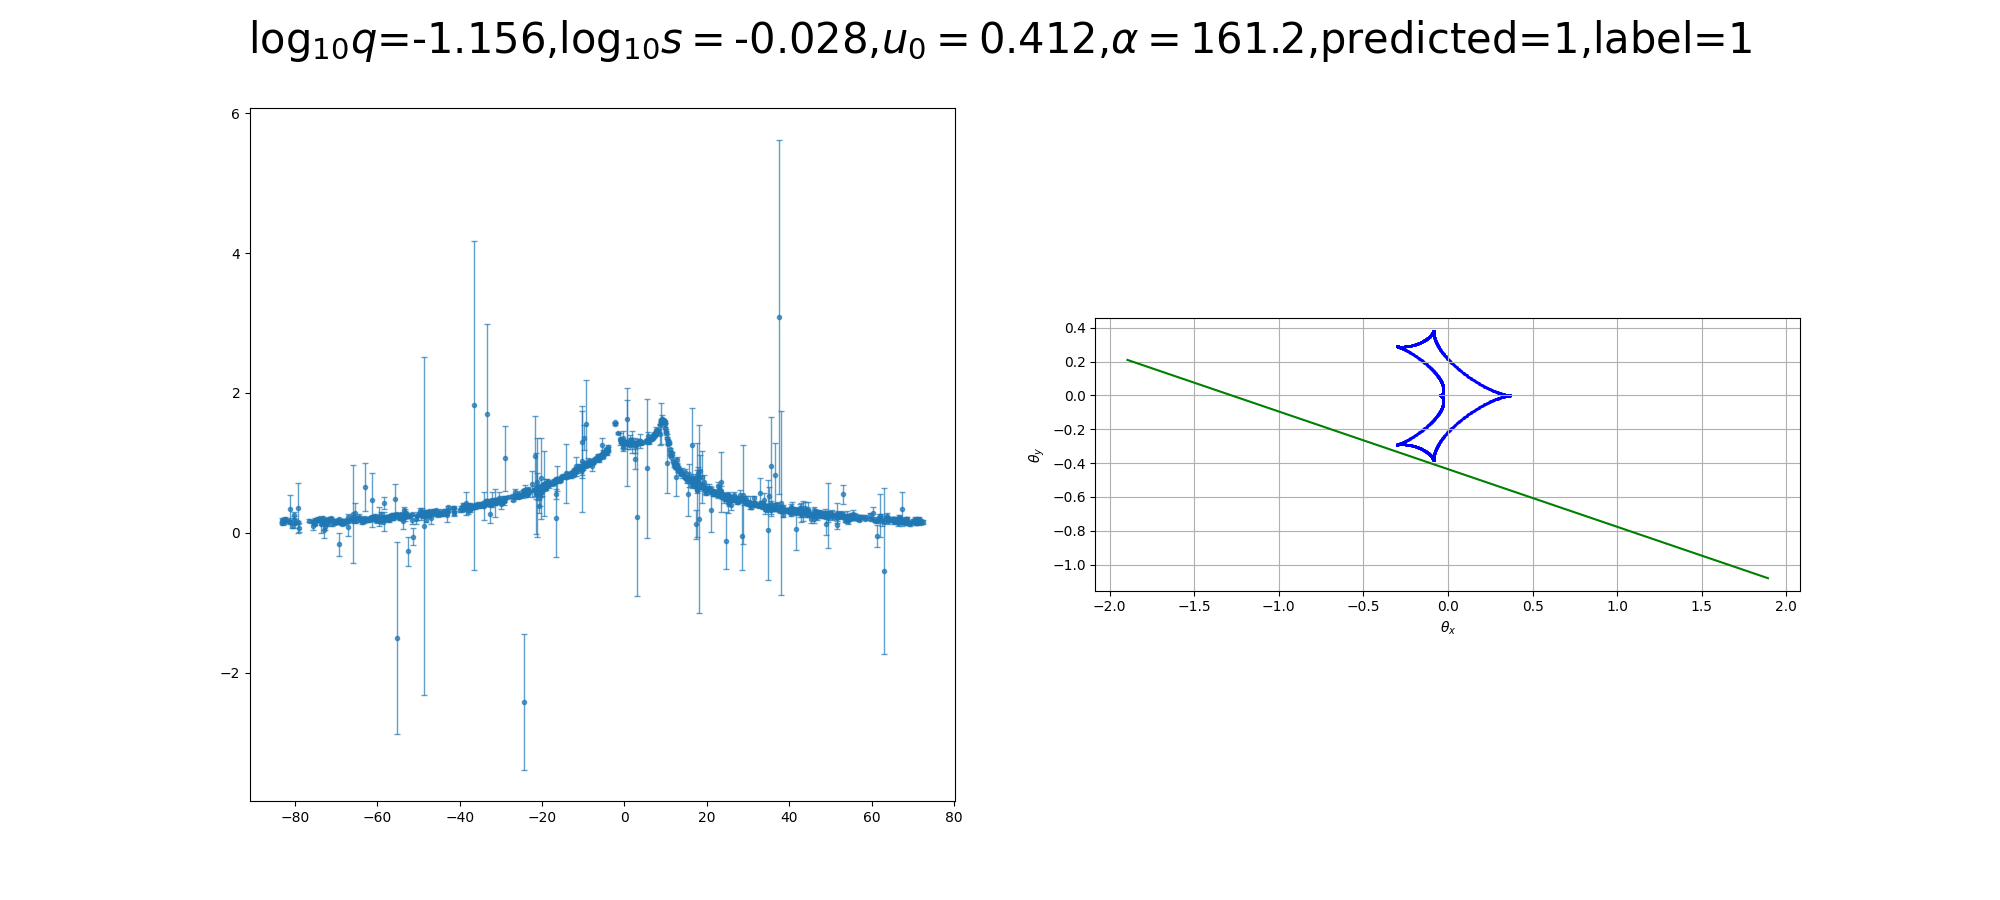 log₁₀q=-1.156,log₁₀s = -0.028,u₀ = 0.412,α = 161.2,predicted=1,label=1
6
4
2
0
−2
−80 −60 −40 −20 0 20 40 60 80
0.4
0.2
0.0
−0.2
−0.4
−0.6
−0.8
−1.0
θy
−2.0 −1.5 −1.0 −0.5 0.0 0.5 1.0 1.5 2.0
θx